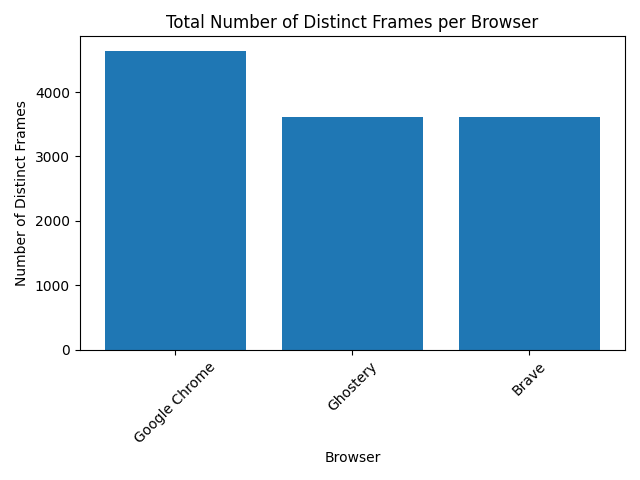 Total Number of Distinct Frames per Browser
Number of Distinct Frames
4000
3000
2000
1000
0
Google Chrome
Ghostery
Brave
Browser